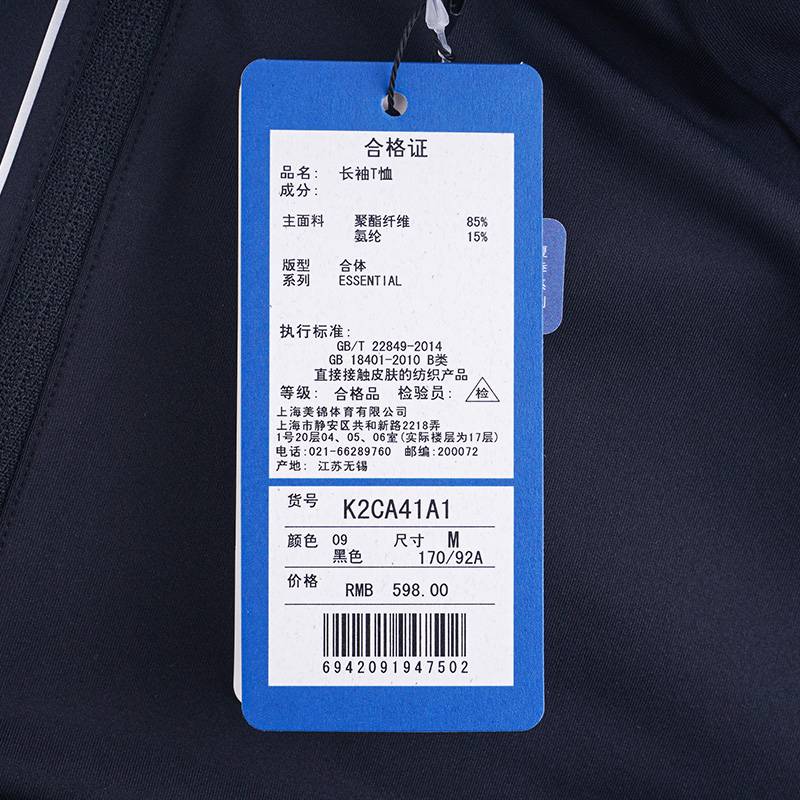 合格证
品名: 长袖T恤
成分:
主面料 聚酯纤维 85%
氨纶 15%
版型 合体
系列 ESSENTIAL
执行标准:
GB/T 22849-2014
GB 18401-2010 B类
直接接触皮肤的纺织产品
等级: 合格品 检验员: 检
上海美锦体育有限公司
上海市静安区共和新路2218弄
1号20层04、05、06室(实际楼层为17层)
电话:021-66289760 邮编:200072
产地: 江苏无锡
货号 K2CA41A1
颜色 09 尺寸 M
黑色 170/92A
价格 RMB 598.00
6942091947502